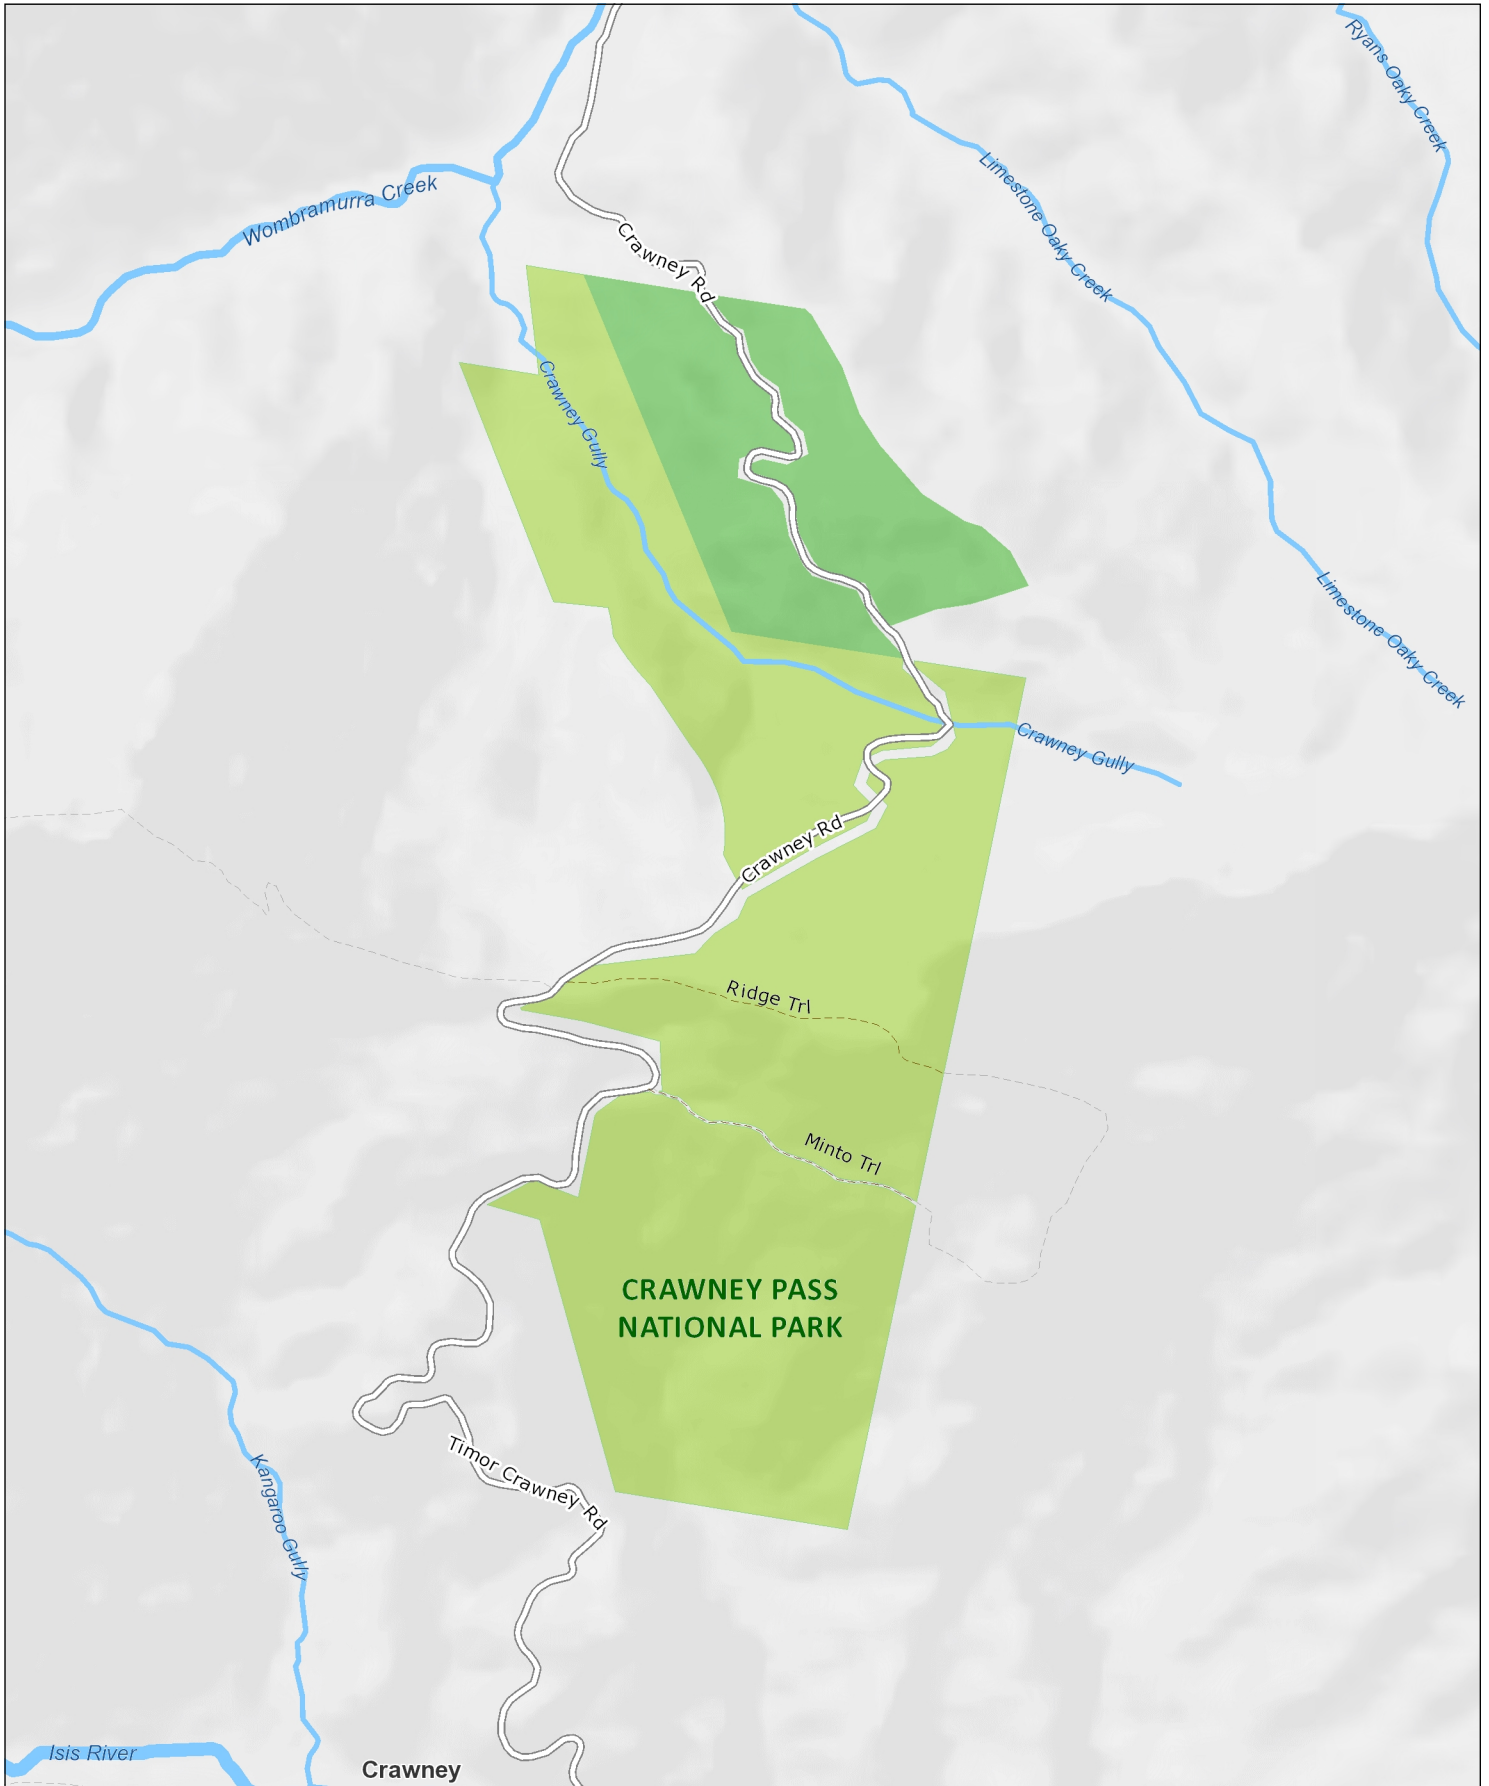 Ryans Oaky Creek
Limestone Oaky Creek
Wombramurra Creek
Crawney Rd
Crawney Gully
Limestone Oaky Creek
Crawney Gully
Crawney Rd
Ridge Trl
Minto Trl
CRAWNEY PASS
NATIONAL PARK
Timor Crawney Rd
Kangaroo Gully
Isis River
Crawney